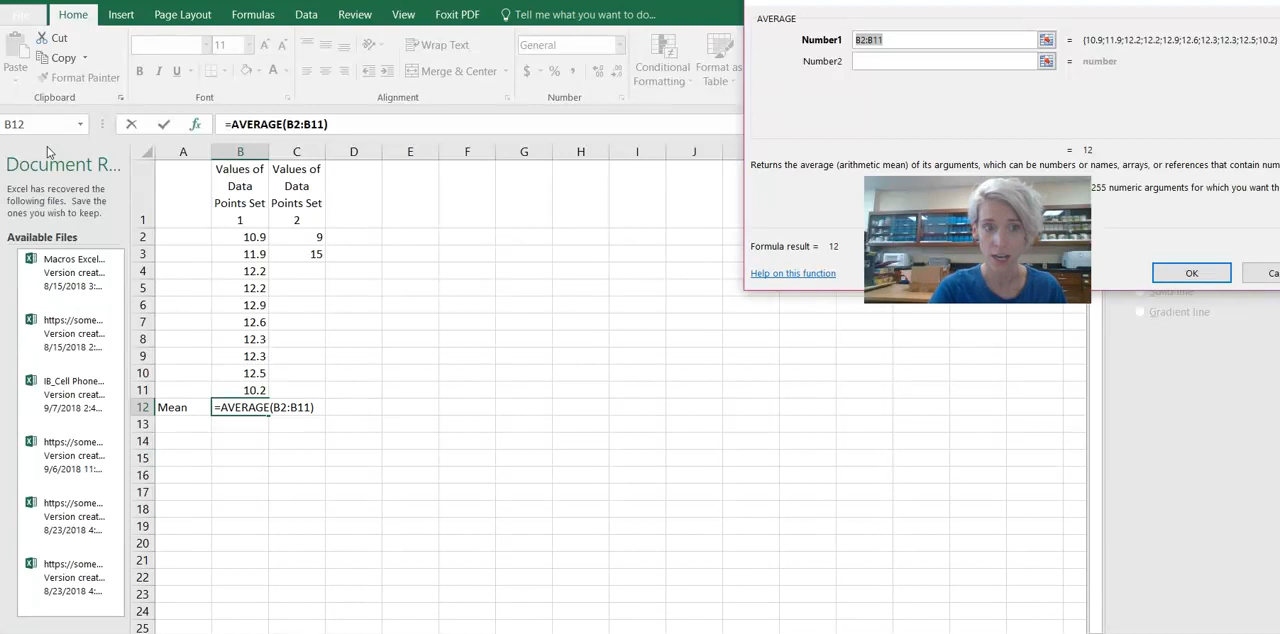 File Home Insert Page Layout Formulas Data Review View Foxit PDF Tell me what you want to do...
Paste
Cut
Copy
Format Painter
Clipboard
11 A A
B I U A
Font
Wrap Text
Merge & Center
Alignment
General
$ % ,
Number
Conditional
Formatting
Format as
Table
AVERAGE
Number1 B2:B11 = {10.9;11.9;12.2;12.2;12.9;12.6;12.3;12.3;12.5;10.2}
Number2 = number
= 12
Returns the average (arithmetic mean) of its arguments, which can be numbers or names, arrays, or references that contain num
255 numeric arguments for which you want th
Formula result = 12
Help on this function
OK
Ca
Solid line
Gradient line
B12 fx =AVERAGE(B2:B11)
Document R...
Excel has recovered the
following files. Save the
ones you wish to keep.
Available Files
Macros Excel...
Version creat...
8/15/2018 3:...
https://some...
Version creat...
8/15/2018 2:...
IB_Cell Phone...
Version creat...
9/7/2018 2:4...
https://some...
Version creat...
9/6/2018 11:...
https://some...
Version creat...
8/23/2018 4:...
https://some...
Version creat...
8/23/2018 4:...
A B C D E F G H I J
1
Values of
Data
Points Set
1
Values of
Data
Points Set
2
2 10.9 9
3 11.9 15
4 12.2
5 12.2
6 12.9
7 12.6
8 12.3
9 12.3
10 12.5
11 10.2
12 Mean =AVERAGE(B2:B11)
13
14
15
16
17
18
19
20
21
22
23
24
25